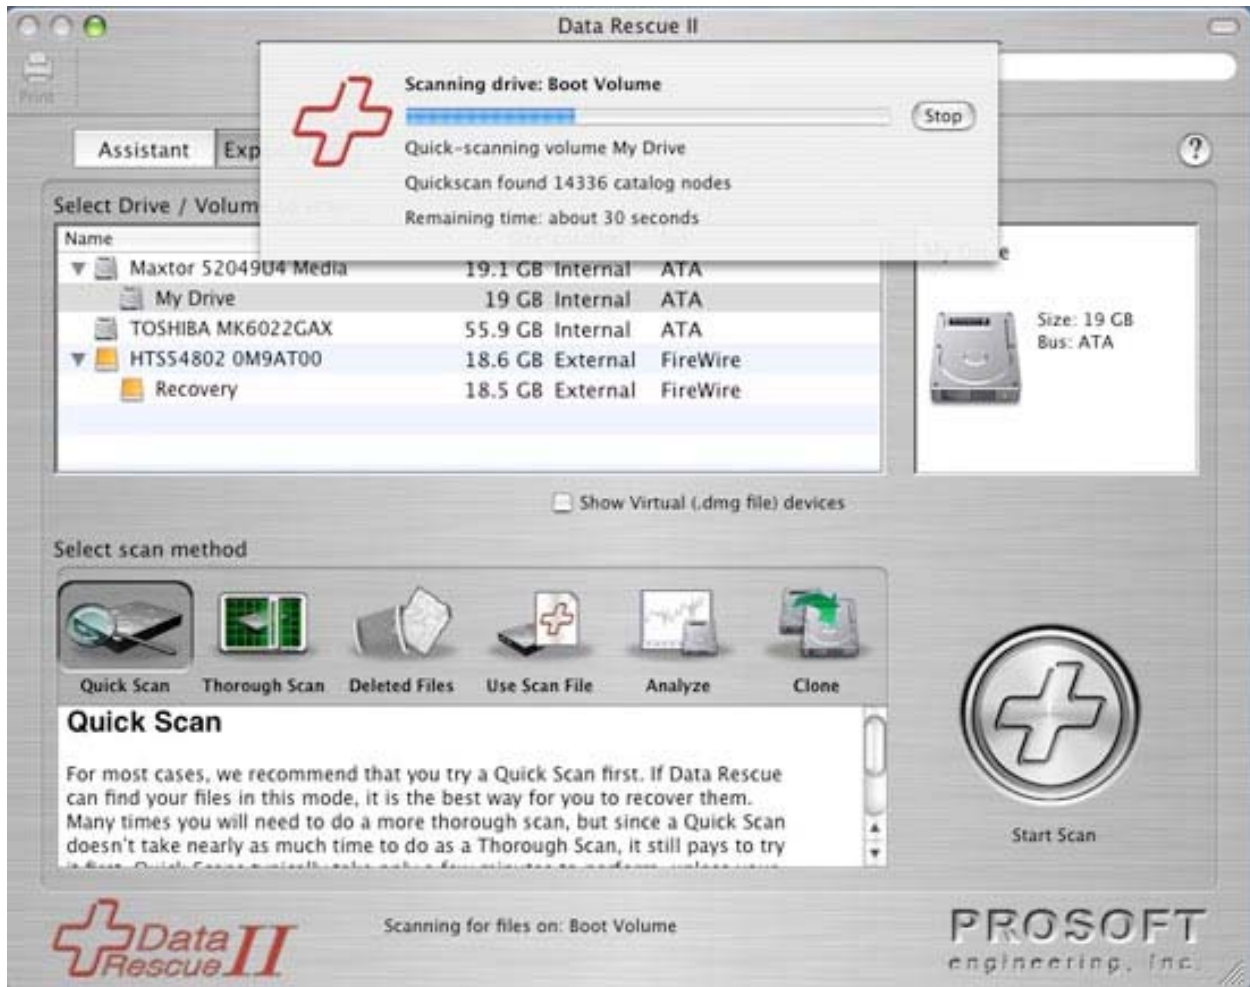 Data Rescue II
Print
Scanning drive: Boot Volume
Stop
Quick-scanning volume My Drive
Quickscan found 14336 catalog nodes
Remaining time: about 30 seconds
Assistant
Exp
?
Select Drive / Volum
Name
Maxtor 52049U4 Media 19.1 GB Internal ATA
My Drive 19 GB Internal ATA
TOSHIBA MK6022GAX 55.9 GB Internal ATA
HTS54802 0M9AT00 18.6 GB External FireWire
Recovery 18.5 GB External FireWire
My Drive
Size: 19 GB
Bus: ATA
Show Virtual (.dmg file) devices
Select scan method
Quick Scan
Thorough Scan
Deleted Files
Use Scan File
Analyze
Clone
Quick Scan
For most cases, we recommend that you try a Quick Scan first. If Data Rescue
can find your files in this mode, it is the best way for you to recover them.
Many times you will need to do a more thorough scan, but since a Quick Scan
doesn't take nearly as much time to do as a Thorough Scan, it still pays to try
Start Scan
Data Rescue II
Scanning for files on: Boot Volume
PROSOFT
engineering, Inc.